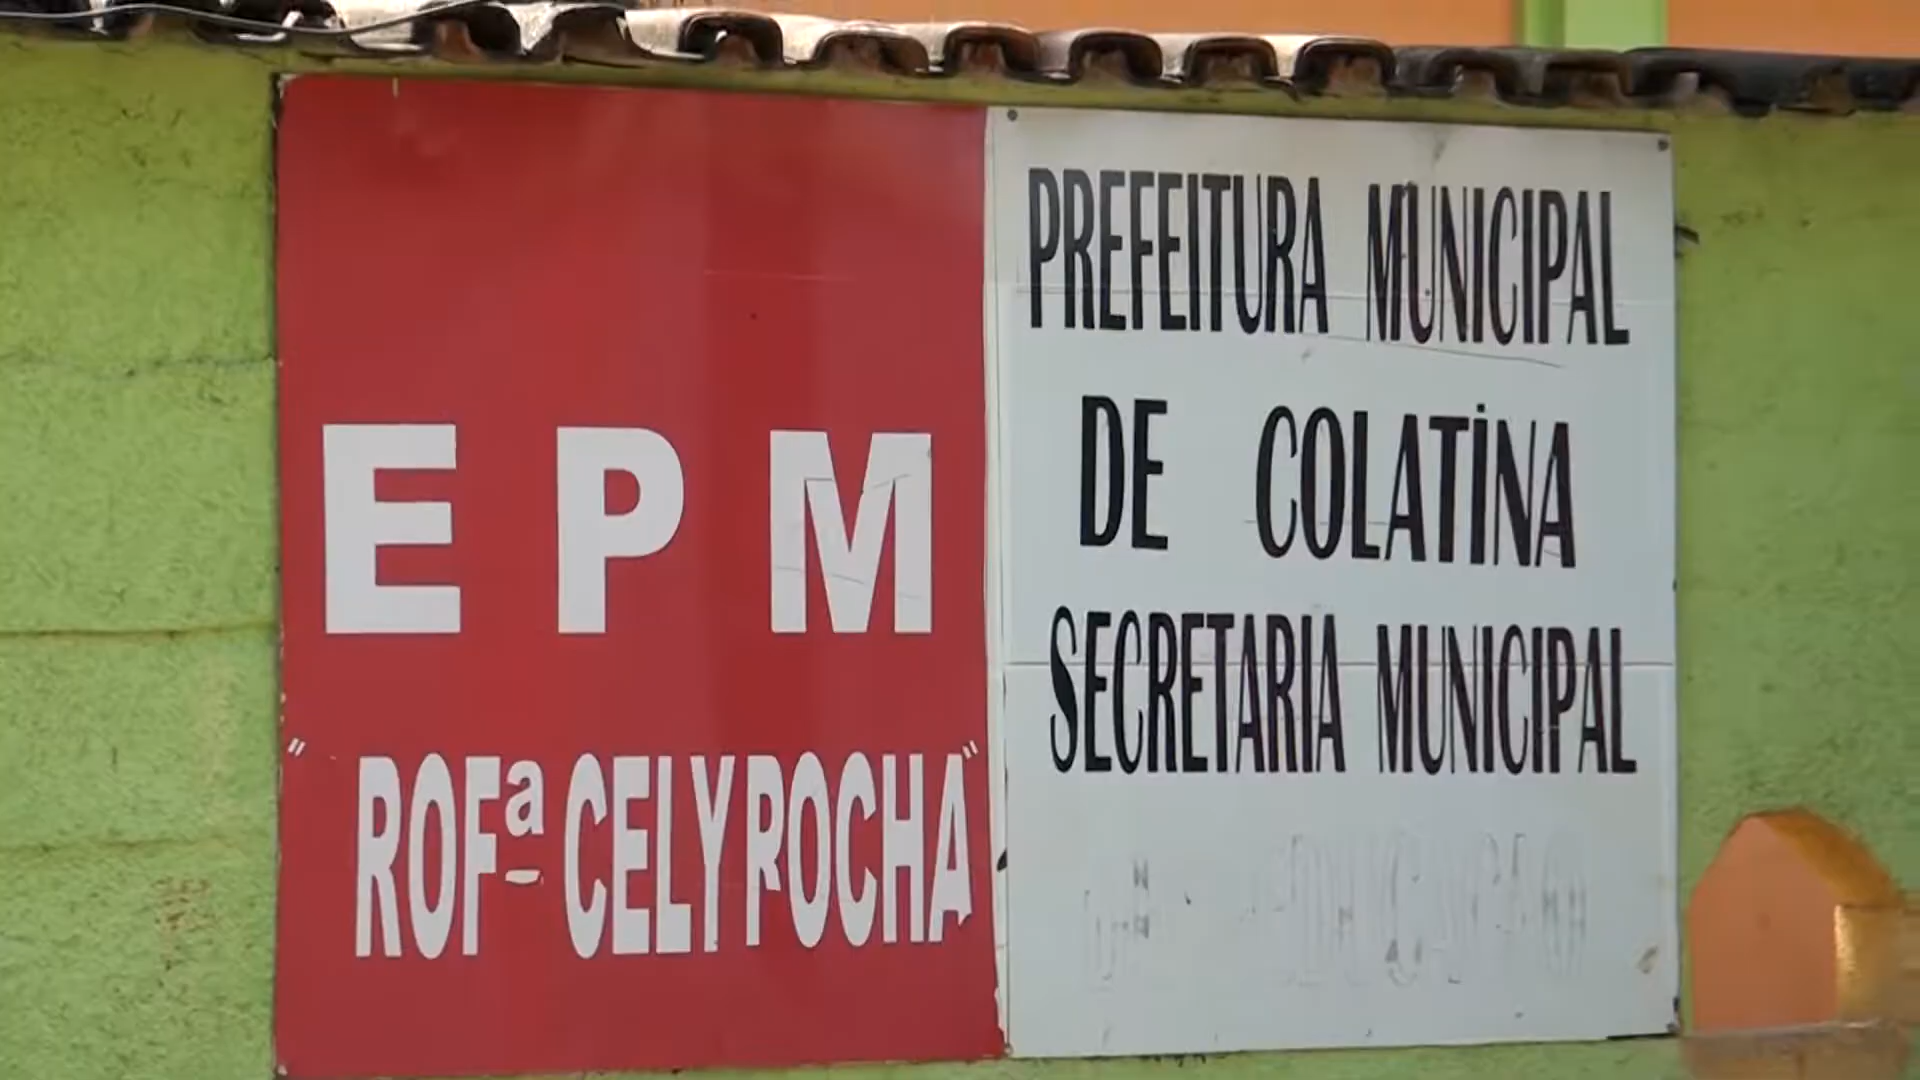 E P M
"ROFª CELY ROCHA"
PREFEITURA MUNICIPAL
DE COLATINA
SECRETARIA MUNICIPAL